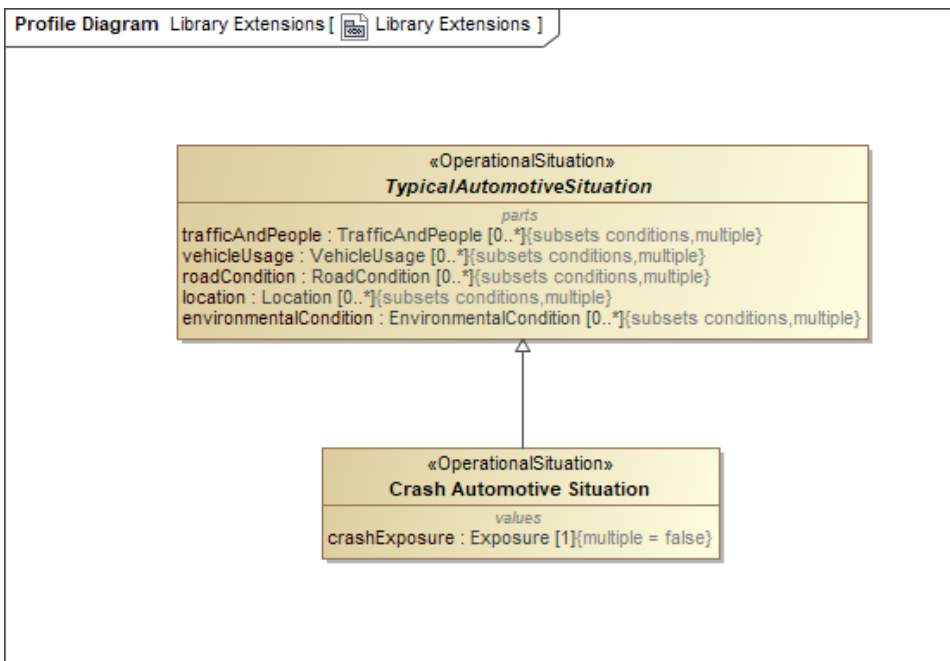 Profile Diagram Library Extensions [ Library Extensions ]
«OperationalSituation»
TypicalAutomotiveSituation
parts
trafficAndPeople : TrafficAndPeople [0..*]{subsets conditions,multiple}
vehicleUsage : VehicleUsage [0..*]{subsets conditions,multiple}
roadCondition : RoadCondition [0..*]{subsets conditions,multiple}
location : Location [0..*]{subsets conditions,multiple}
environmentalCondition : EnvironmentalCondition [0..*]{subsets conditions,multiple}
«OperationalSituation»
Crash Automotive Situation
values
crashExposure : Exposure [1]{multiple = false}